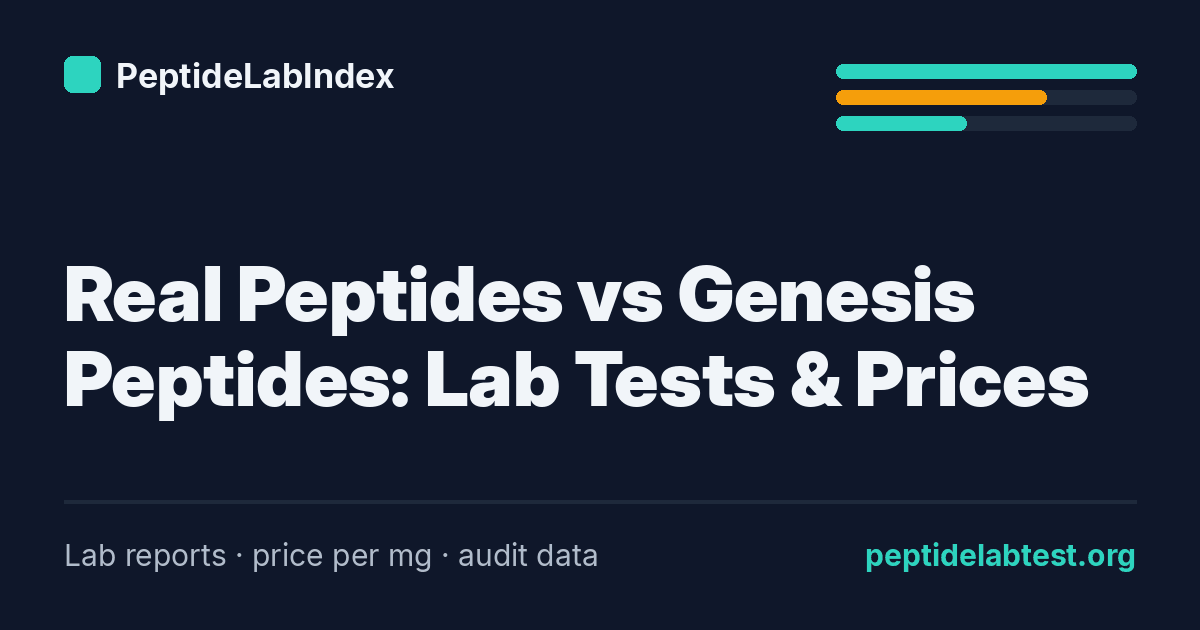 PeptideLabIndex
Real Peptides vs Genesis
Peptides: Lab Tests & Prices
Lab reports · price per mg · audit data
peptidelabtest.org